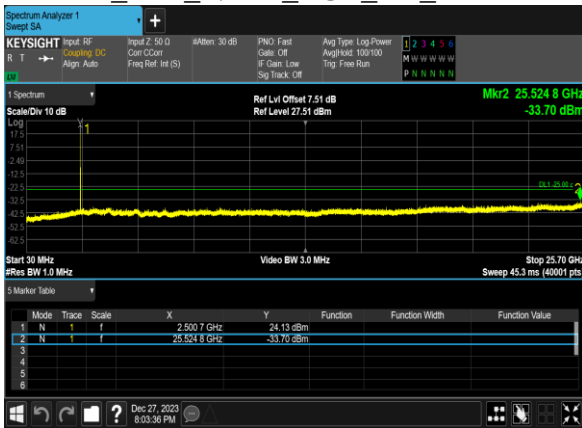 Spectrum Analyzer 1
Swept SA
KEYSIGHT Input: RF Input Z: 50 Ω #Atten: 30 dB PNO: Fast Avg Type: Log-Power 1 2 3 4 5 6
R T Coupling: DC Corr CCorr Gate: Off Avg|Hold: 100/100 M W W W W W
Align: Auto Freq Ref: Int (S) IF Gain: Low Trig: Free Run
LV Sig Track: Off P N N N N N
1 Spectrum Ref Lvl Offset 7.51 dB Mkr2 25.524 8 GHz
Scale/Div 10 dB Ref Level 27.51 dBm -33.70 dBm
Log
17.5
1
7.51
-2.49
-12.5
-22.5 DL1 -25.00
-32.5
-42.5
-52.5
-62.5
Start 30 MHz Video BW 3.0 MHz Stop 25.70 GHz
#Res BW 1.0 MHz Sweep 45.3 ms (40001 pts
5 Marker Table
Mode Trace Scale X Y Function Function Width Function Value
1 N 1 f 2.500 7 GHz 24.13 dBm
2 N 1 f 25.524 8 GHz -33.70 dBm
3
4
5
6
? Dec 27, 2023
8:03:36 PM